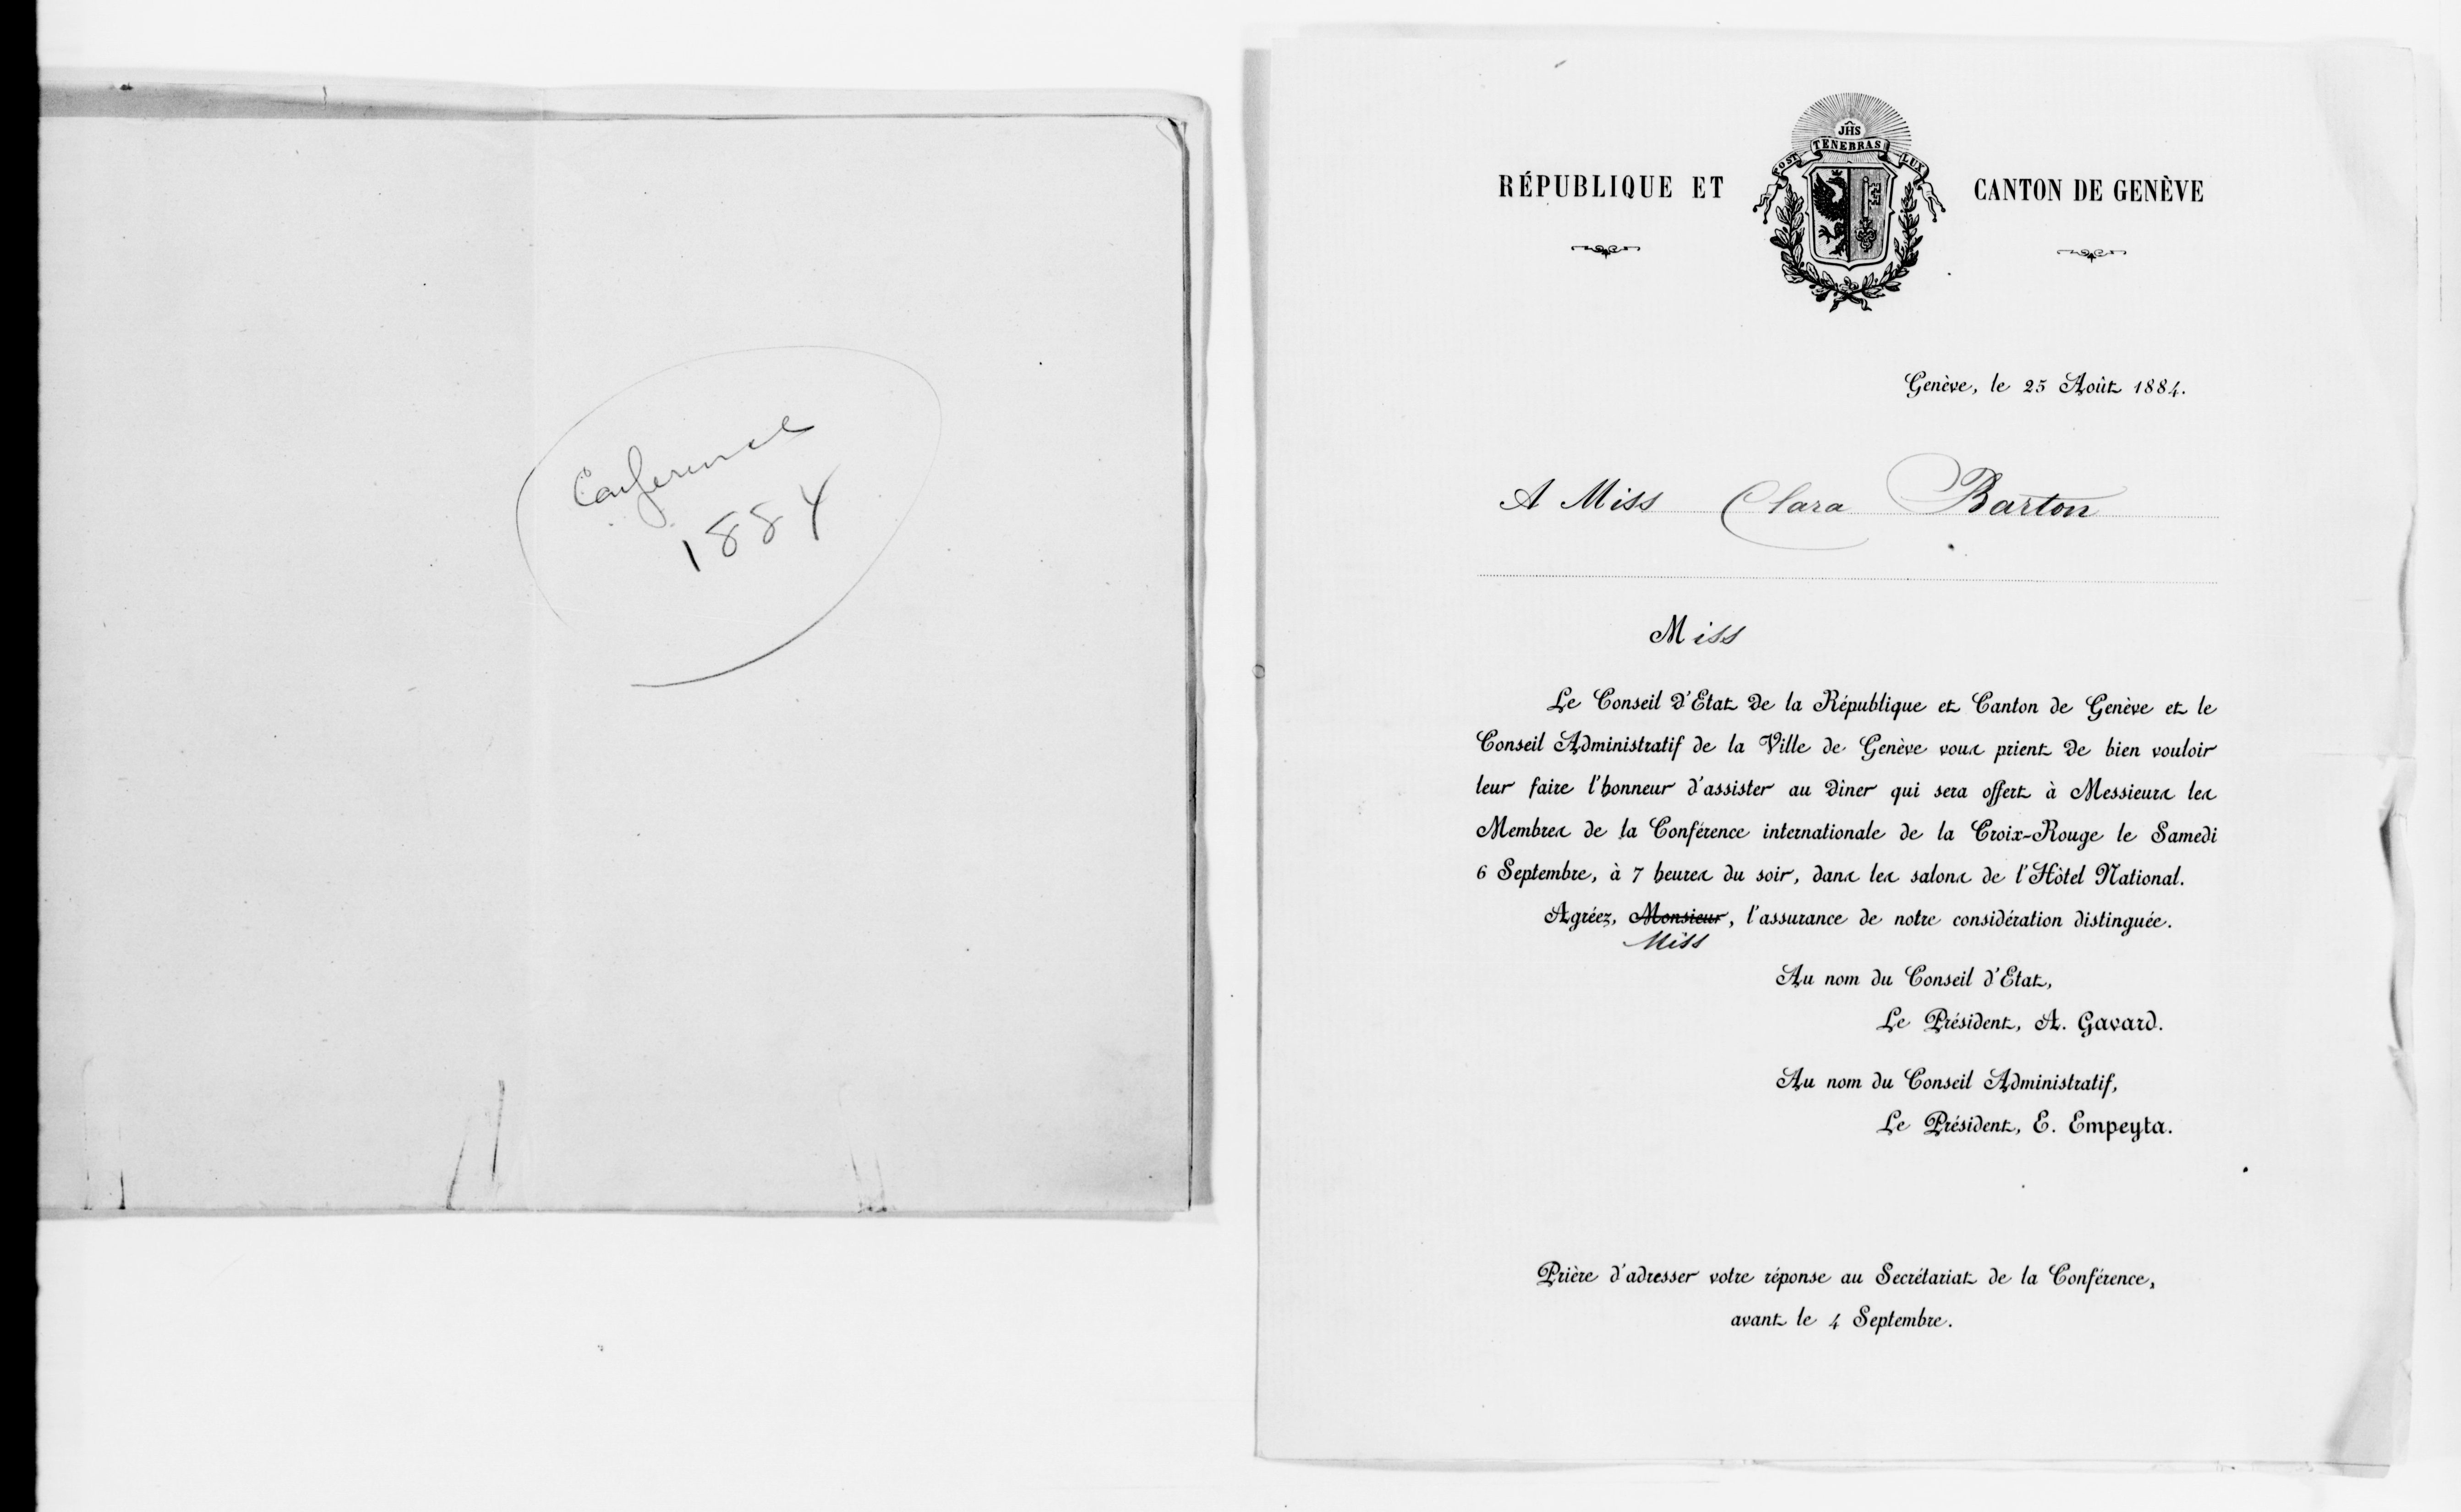 Conference
1884
JHS
POST TENEBRAS LUX
RÉPUBLIQUE ET CANTON DE GENÈVE
Genève, le 25 Août 1884.
A Miss Clara Barton
Miss
Le Conseil d'Etat de la République et Canton de Genève et le
Conseil Administratif de la Ville de Genève vous prient de bien vouloir
leur faire l'honneur d'assister au diner qui sera offert à Messieurs les
Membres de la Conférence internationale de la Croix-Rouge le Samedi
6 Septembre, à 7 heures du soir, dans les salons de l'Hôtel National.
Agréez, Monsieur, l'assurance de notre considération distinguée.
Miss
Au nom du Conseil d'Etat,
Le Président, A. Gavard.
Au nom du Conseil Administratif,
Le Président, E. Empeyta.
Prière d'adresser votre réponse au Secrétariat de la Conférence,
avant le 4 Septembre.